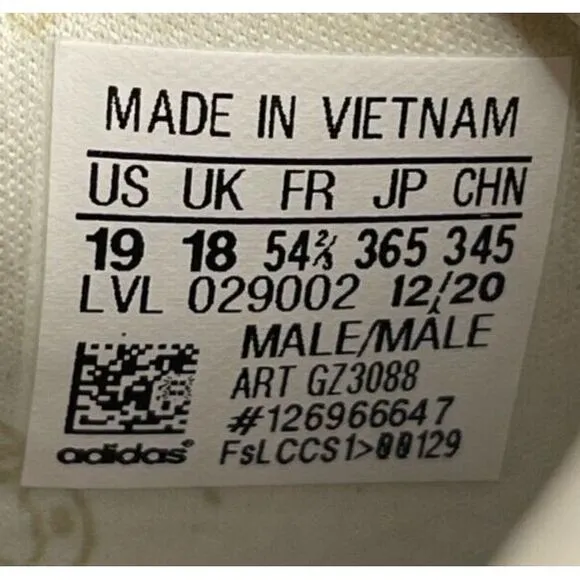 MADE IN VIETNAM
US UK FR JP CHN
19 18 54⅔ 365 345
LVL 029002 12/20
MALE/MÂLE
ART GZ3088
#126966647
adidas® FsLCCS1>00129